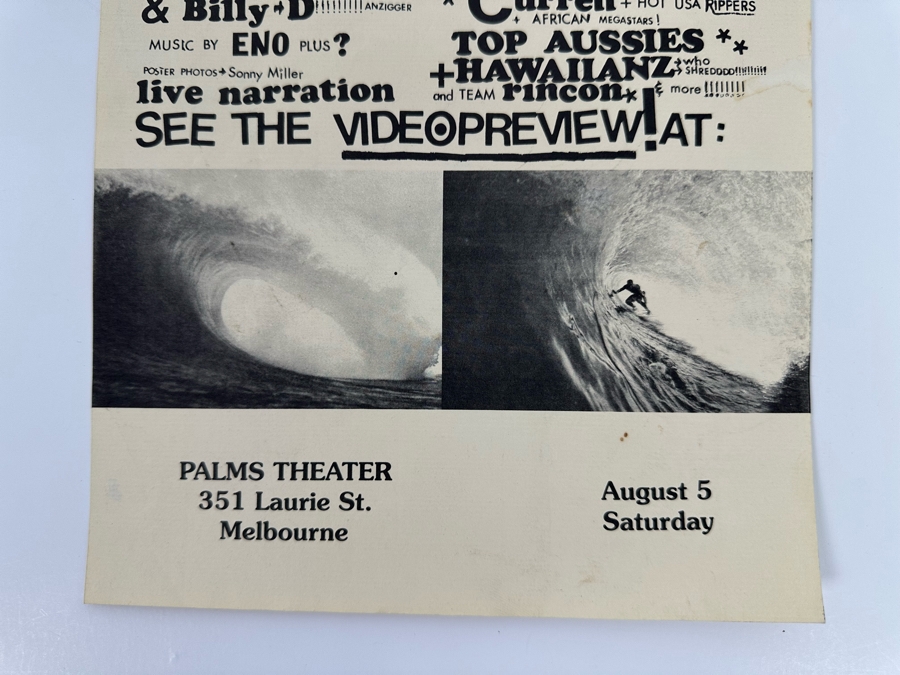 & Billy-D!!!!!!!!! ANZIGGER
MUSIC BY ENO PLUS ?
POSTER PHOTOS→ Sonny Miller
live narration
* Curren + HOT USA RIPPERS
+ AFRICAN MEGASTARS!
TOP AUSSIES **
+HAWAIIANZ→who
→SHREDDDD!!!!!!!!!!
and TEAM rincon* & more !!!!!!!
SEE THE VIDEOPREVIEW! AT:
PALMS THEATER
351 Laurie St.
Melbourne
August 5
Saturday